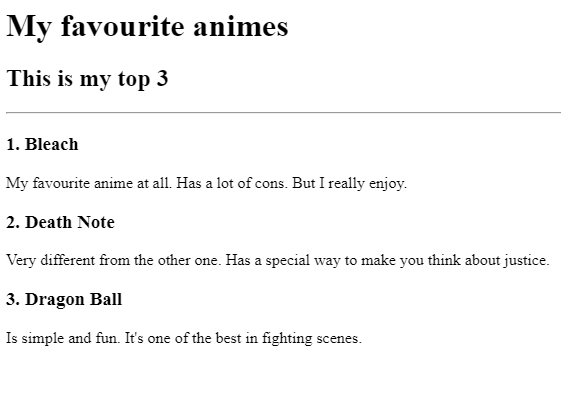 My favourite animes
This is my top 3
1. Bleach
My favourite anime at all. Has a lot of cons. But I really enjoy.
2. Death Note
Very different from the other one. Has a special way to make you think about justice.
3. Dragon Ball
Is simple and fun. It's one of the best in fighting scenes.